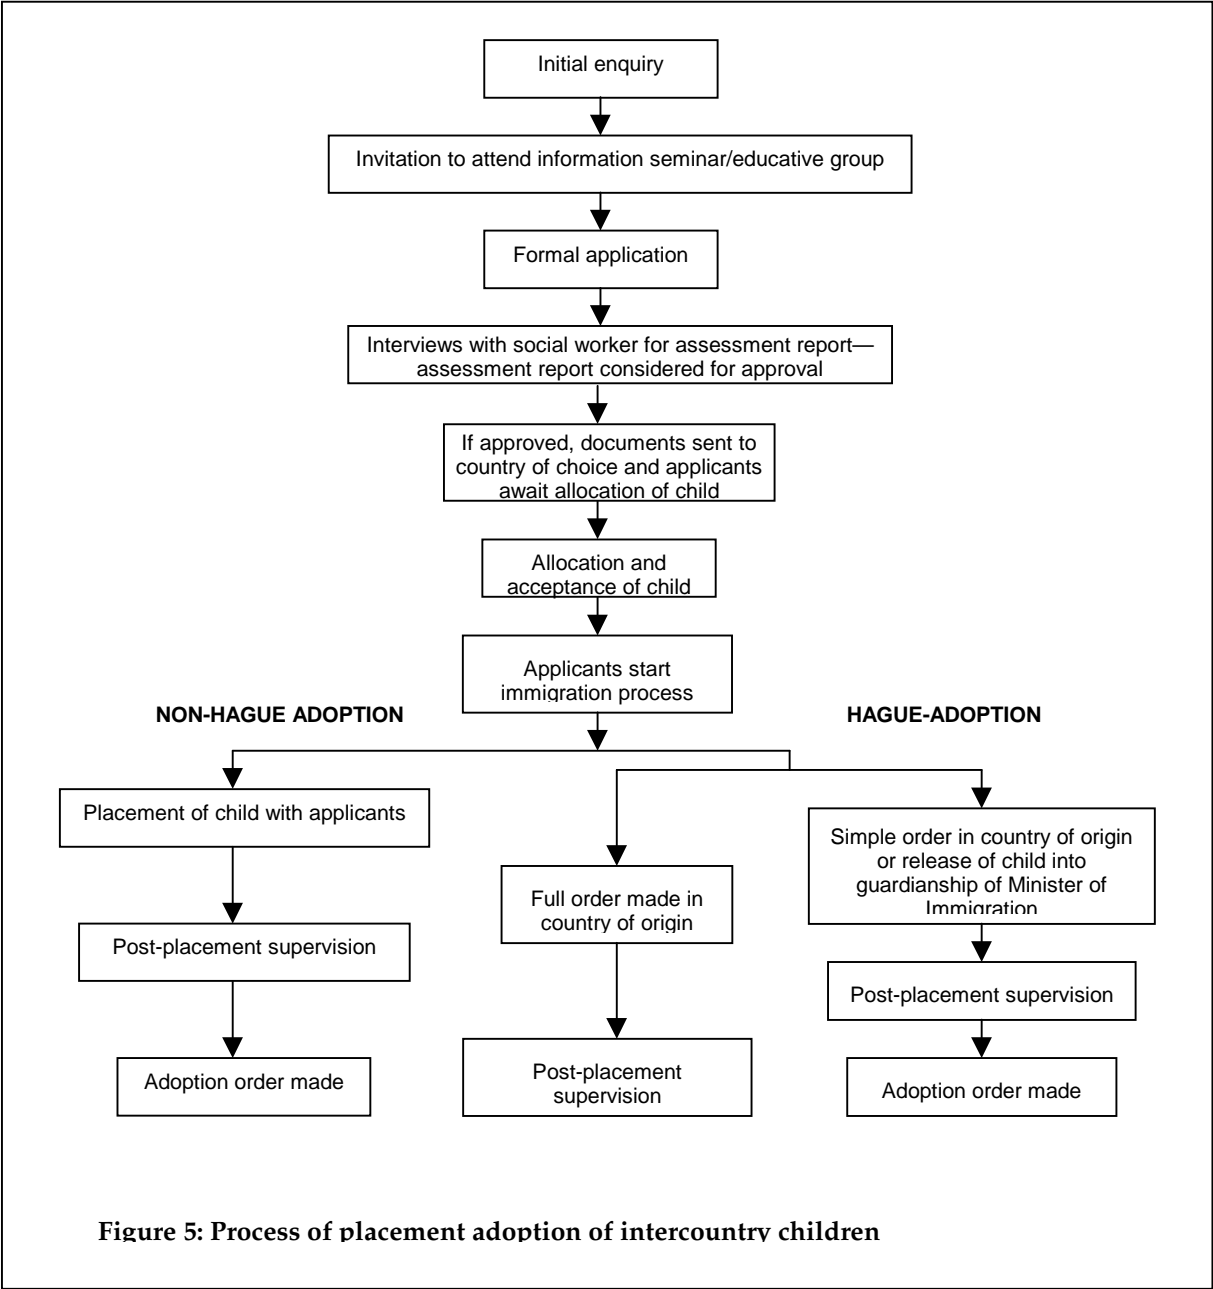 Initial enquiry
Invitation to attend information seminar/educative group
Formal application
Interviews with social worker for assessment report—
assessment report considered for approval
If approved, documents sent to
country of choice and applicants
await allocation of child
Allocation and
acceptance of child
Applicants start
immigration process
NON-HAGUE ADOPTION
HAGUE-ADOPTION
Placement of child with applicants
Post-placement supervision
Adoption order made
Full order made in
country of origin
Post-placement
supervision
Simple order in country of origin
or release of child into
guardianship of Minister of
Immigration
Post-placement supervision
Adoption order made
Figure 5: Process of placement adoption of intercountry children